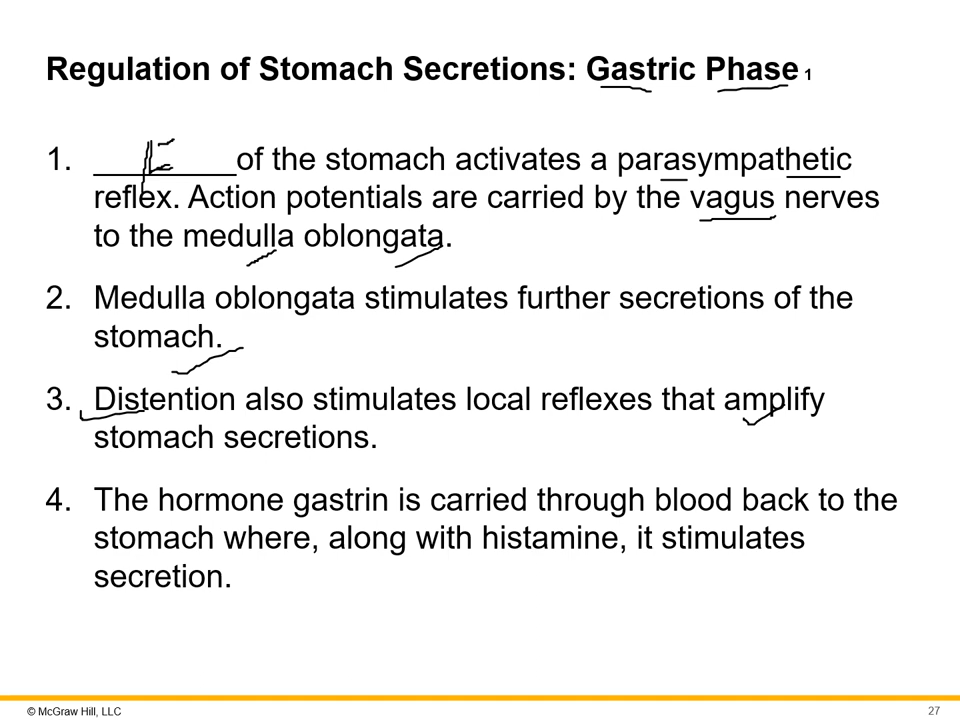 Regulation of Stomach Secretions: Gastric Phase 1
1. ________of the stomach activates a parasympathetic
reflex. Action potentials are carried by the vagus nerves
to the medulla oblongata.
2. Medulla oblongata stimulates further secretions of the
stomach.
3. Distention also stimulates local reflexes that amplify
stomach secretions.
4. The hormone gastrin is carried through blood back to the
stomach where, along with histamine, it stimulates
secretion.
© McGraw Hill, LLC
27